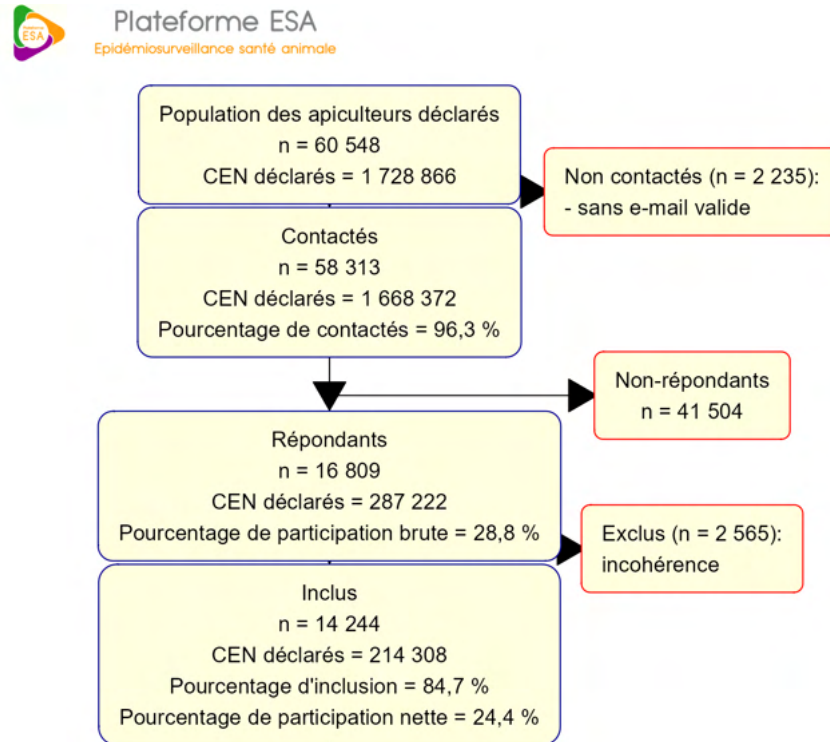 Plateforme
ESA
Plateforme ESA
Epidémiosurveillance santé animale
Population des apiculteurs déclarés
n = 60 548
CEN déclarés = 1 728 866
Non contactés (n = 2 235):
- sans e-mail valide
Contactés
n = 58 313
CEN déclarés = 1 668 372
Pourcentage de contactés = 96,3 %
Non-répondants
n = 41 504
Répondants
n = 16 809
CEN déclarés = 287 222
Pourcentage de participation brute = 28,8 %
Exclus (n = 2 565):
incohérence
Inclus
n = 14 244
CEN déclarés = 214 308
Pourcentage d'inclusion = 84,7 %
Pourcentage de participation nette = 24,4 %